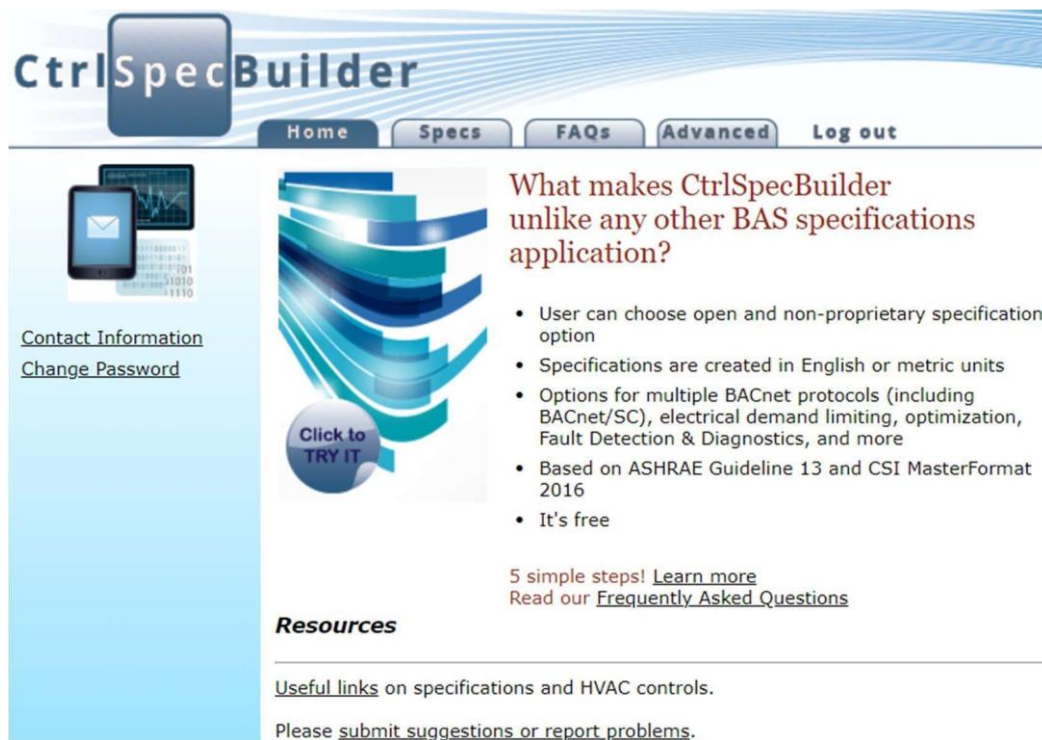 CtrlSpecBuilder
Home Specs FAQs Advanced Log out
What makes CtrlSpecBuilder
unlike any other BAS specifications
application?
Contact Information
Change Password
Click to
TRY IT
• User can choose open and non-proprietary specification
option
• Specifications are created in English or metric units
• Options for multiple BACnet protocols (including
BACnet/SC), electrical demand limiting, optimization,
Fault Detection & Diagnostics, and more
• Based on ASHRAE Guideline 13 and CSI MasterFormat
2016
• It's free
5 simple steps! Learn more
Read our Frequently Asked Questions
Resources
Useful links on specifications and HVAC controls.
Please submit suggestions or report problems.